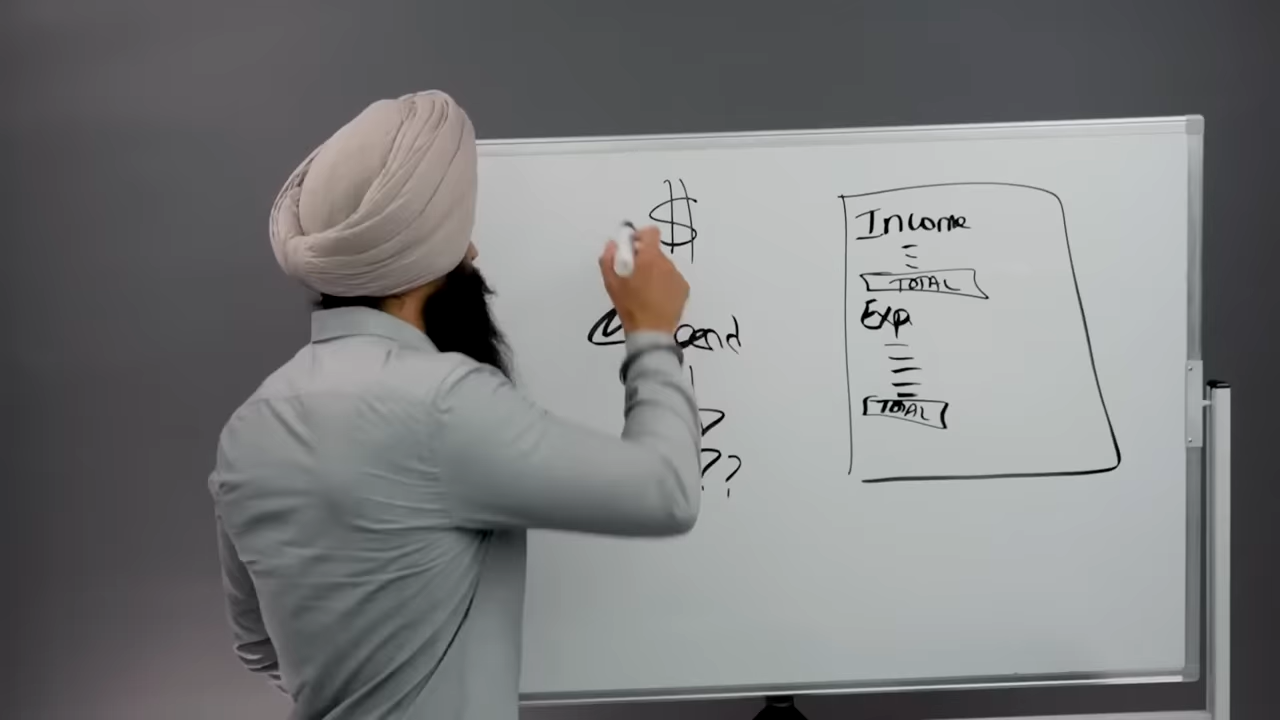 $
??
Income
TOTAL
Exp
TOTAL